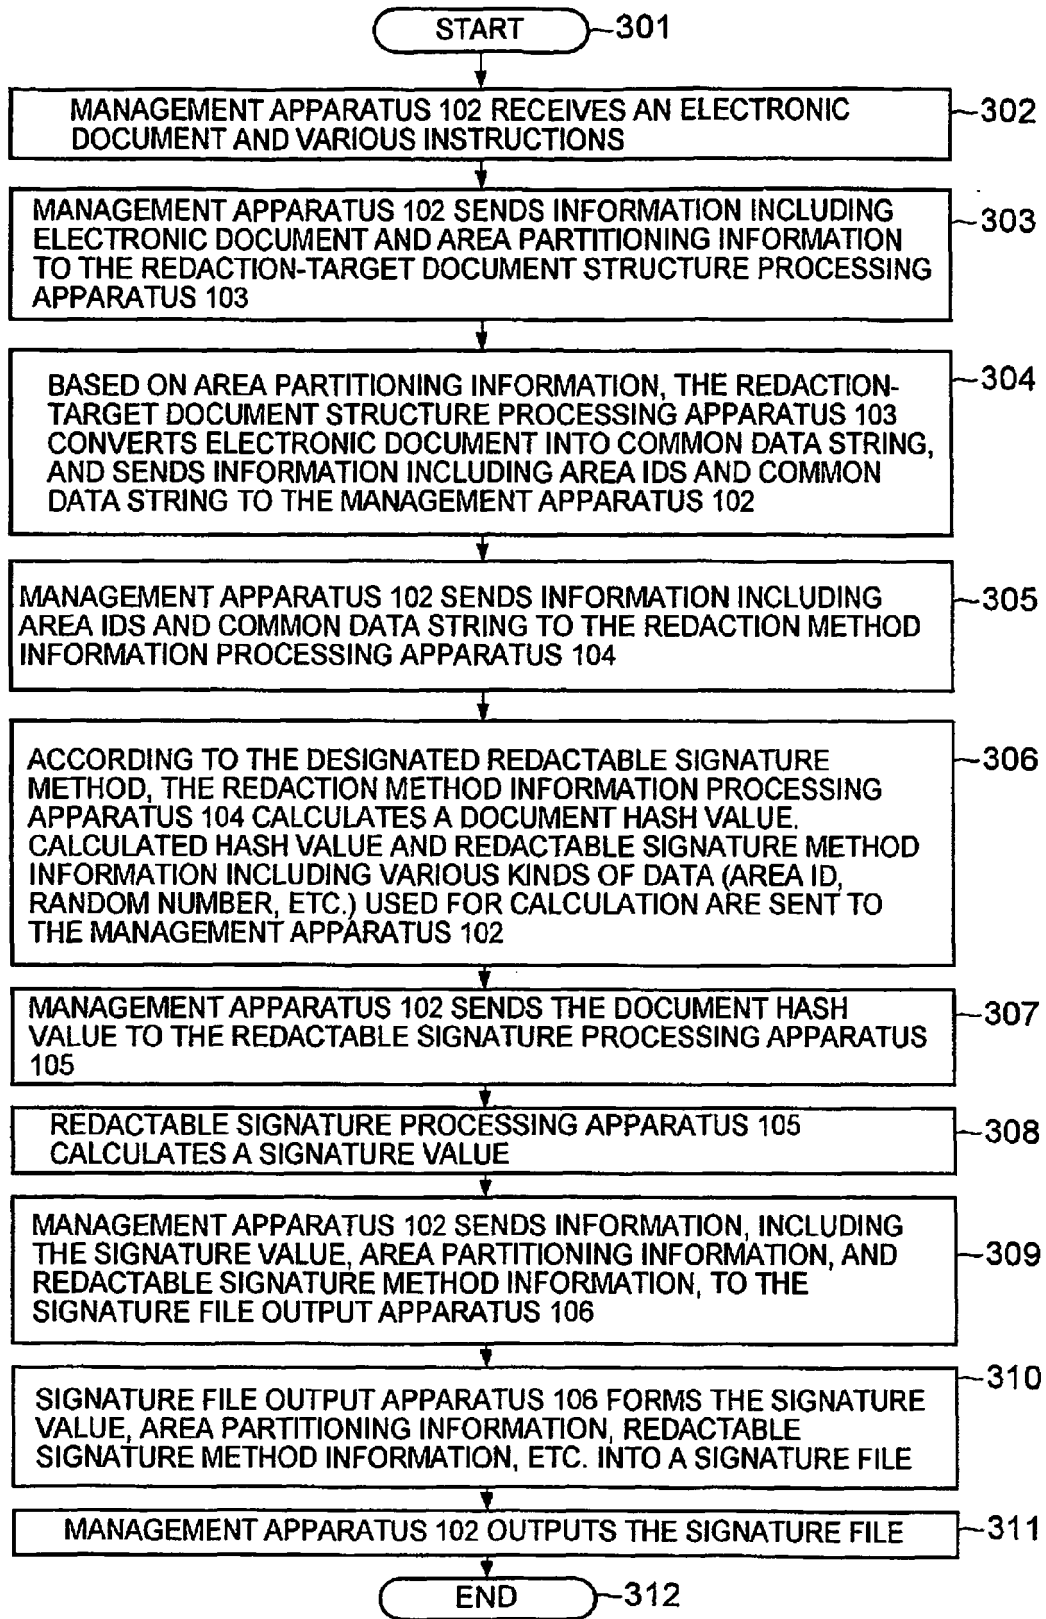 START
301
MANAGEMENT APPARATUS 102 RECEIVES AN ELECTRONIC
DOCUMENT AND VARIOUS INSTRUCTIONS
302
MANAGEMENT APPARATUS 102 SENDS INFORMATION INCLUDING
ELECTRONIC DOCUMENT AND AREA PARTITIONING INFORMATION
TO THE REDACTION-TARGET DOCUMENT STRUCTURE PROCESSING
APPARATUS 103
303
BASED ON AREA PARTITIONING INFORMATION, THE REDACTION-
TARGET DOCUMENT STRUCTURE PROCESSING APPARATUS 103
CONVERTS ELECTRONIC DOCUMENT INTO COMMON DATA STRING,
AND SENDS INFORMATION INCLUDING AREA IDS AND COMMON
DATA STRING TO THE MANAGEMENT APPARATUS 102
304
MANAGEMENT APPARATUS 102 SENDS INFORMATION INCLUDING
AREA IDS AND COMMON DATA STRING TO THE REDACTION METHOD
INFORMATION PROCESSING APPARATUS 104
305
ACCORDING TO THE DESIGNATED REDACTABLE SIGNATURE
METHOD, THE REDACTION METHOD INFORMATION PROCESSING
APPARATUS 104 CALCULATES A DOCUMENT HASH VALUE.
CALCULATED HASH VALUE AND REDACTABLE SIGNATURE METHOD
INFORMATION INCLUDING VARIOUS KINDS OF DATA (AREA ID,
RANDOM NUMBER, ETC.) USED FOR CALCULATION ARE SENT TO
THE MANAGEMENT APPARATUS 102
306
MANAGEMENT APPARATUS 102 SENDS THE DOCUMENT HASH
VALUE TO THE REDACTABLE SIGNATURE PROCESSING APPARATUS
105
307
REDACTABLE SIGNATURE PROCESSING APPARATUS 105
CALCULATES A SIGNATURE VALUE
308
MANAGEMENT APPARATUS 102 SENDS INFORMATION, INCLUDING
THE SIGNATURE VALUE, AREA PARTITIONING INFORMATION, AND
REDACTABLE SIGNATURE METHOD INFORMATION, TO THE
SIGNATURE FILE OUTPUT APPARATUS 106
309
SIGNATURE FILE OUTPUT APPARATUS 106 FORMS THE SIGNATURE
VALUE, AREA PARTITIONING INFORMATION, REDACTABLE
SIGNATURE METHOD INFORMATION, ETC. INTO A SIGNATURE FILE
310
MANAGEMENT APPARATUS 102 OUTPUTS THE SIGNATURE FILE
311
END
312